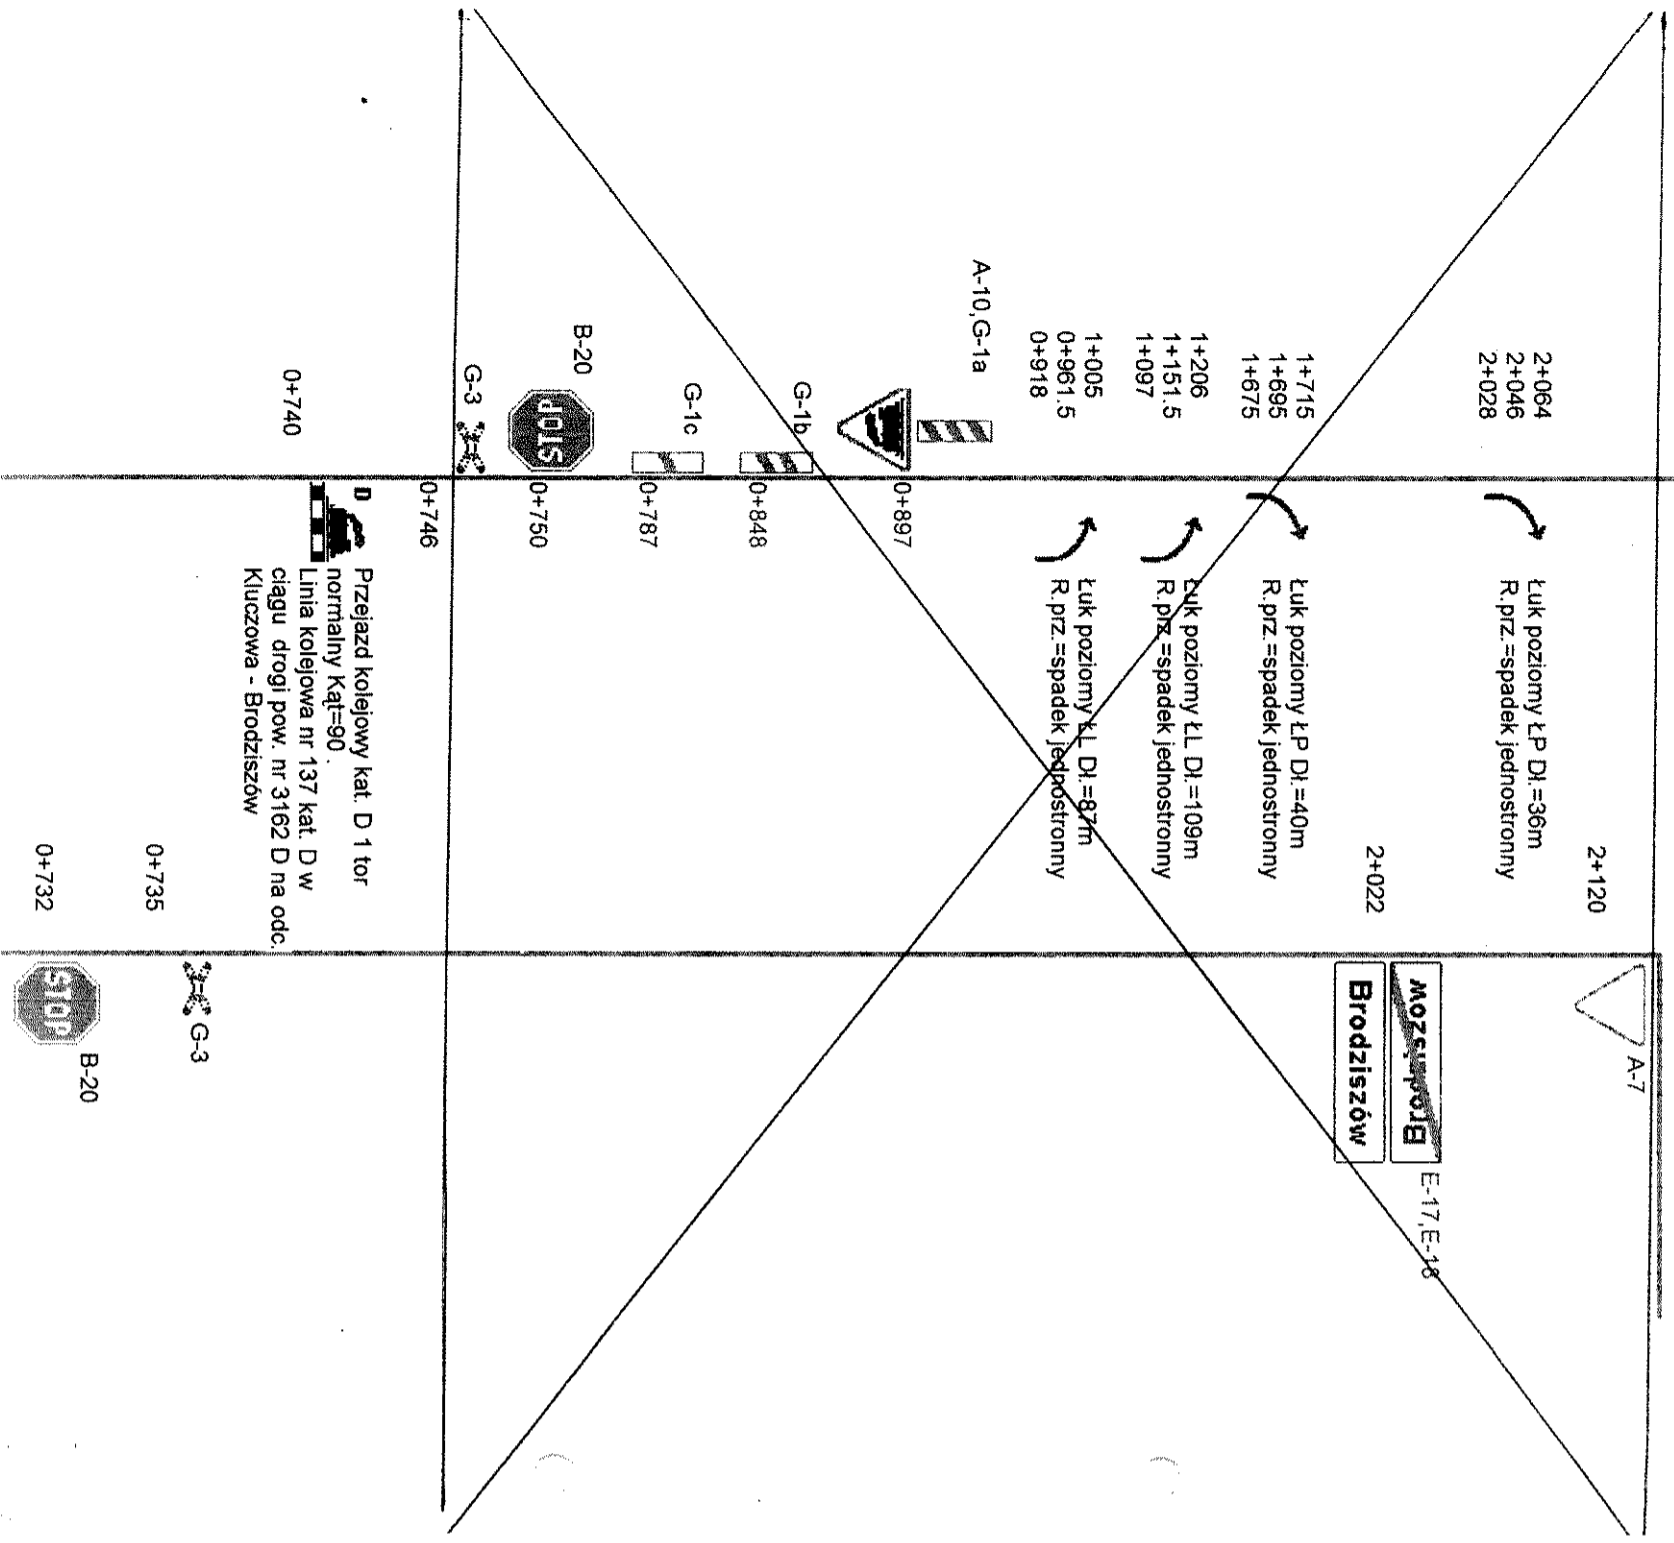 2+120
A-7
2+064
2+046
2+028
Łuk poziomy ŁP Dł.=36m
R.prz.=spadek jednostronny
2+022
Brodziszów
Brodziszów
E-17,E-18
1+715
1+695
1+675
Łuk poziomy ŁP Dł.=40m
R.prz.=spadek jednostronny
1+206
1+151.5
1+097
Łuk poziomy ŁL Dł.=109m
R.prz.=spadek jednostronny
1+005
0+961.5
0+918
Łuk poziomy ŁL Dł.=87m
R.prz.=spadek jednostronny
A-10,G-1a
0+897
G-1b
0+848
G-1c
0+787
B-20
STOP
0+750
G-3
0+746
0+740
D
Przejazd kolejowy kat. D 1 tor
normalny Kąt=90 .
Linia kolejowa nr 137 kat. D w
ciągu drogi pow. nr 3162 D na odc.
Kluczowa - Brodziszów
0+735
G-3
0+732
STOP
B-20